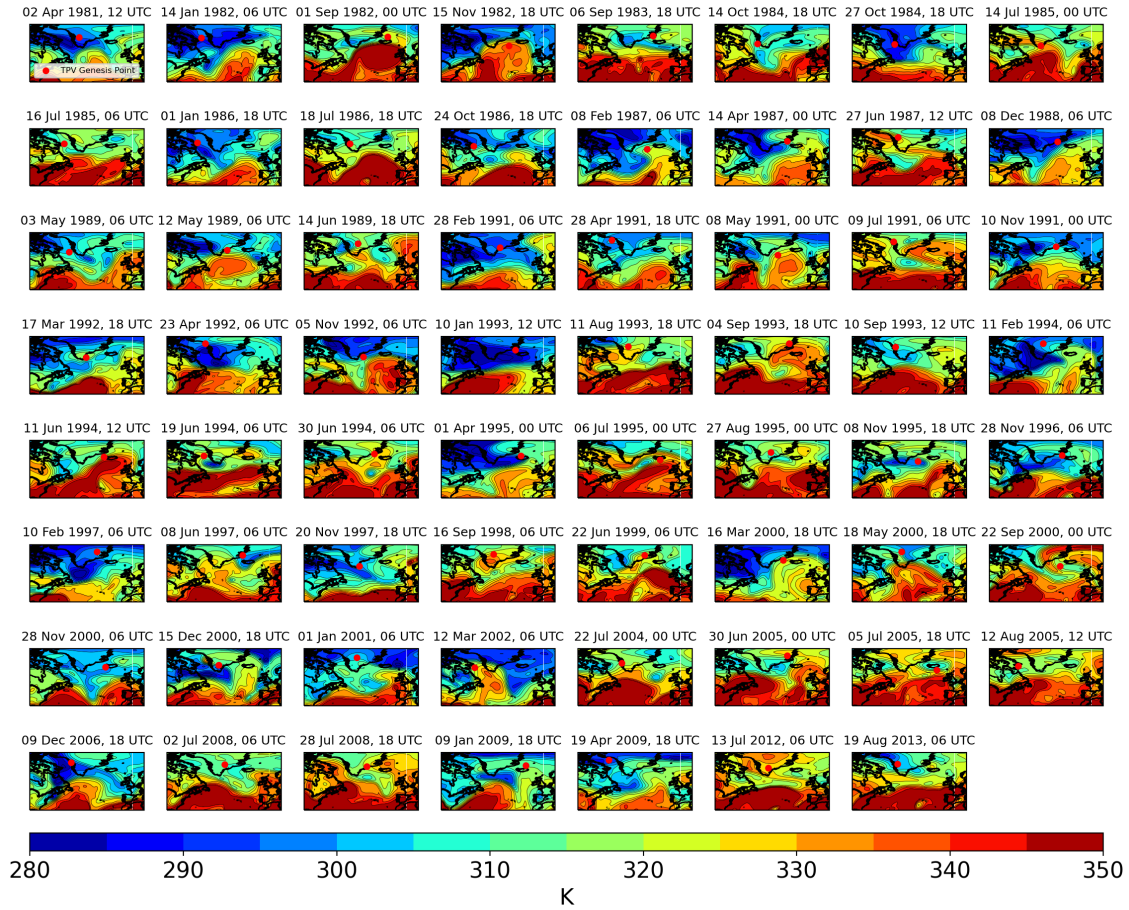 02 Apr 1981, 12 UTC 14 Jan 1982, 06 UTC 01 Sep 1982, 00 UTC 15 Nov 1982, 18 UTC 06 Sep 1983, 18 UTC 14 Oct 1984, 18 UTC 27 Oct 1984, 18 UTC 14 Jul 1985, 00 UTC
TPV Genesis Point
16 Jul 1985, 06 UTC 01 Jan 1986, 18 UTC 18 Jul 1986, 18 UTC 24 Oct 1986, 18 UTC 08 Feb 1987, 06 UTC 14 Apr 1987, 00 UTC 27 Jun 1987, 12 UTC 08 Dec 1988, 06 UTC
03 May 1989, 06 UTC 12 May 1989, 06 UTC 14 Jun 1989, 18 UTC 28 Feb 1991, 06 UTC 28 Apr 1991, 18 UTC 08 May 1991, 00 UTC 09 Jul 1991, 06 UTC 10 Nov 1991, 00 UTC
17 Mar 1992, 18 UTC 23 Apr 1992, 06 UTC 05 Nov 1992, 06 UTC 10 Jan 1993, 12 UTC 11 Aug 1993, 18 UTC 04 Sep 1993, 18 UTC 10 Sep 1993, 12 UTC 11 Feb 1994, 06 UTC
11 Jun 1994, 12 UTC 19 Jun 1994, 06 UTC 30 Jun 1994, 06 UTC 01 Apr 1995, 00 UTC 06 Jul 1995, 00 UTC 27 Aug 1995, 00 UTC 08 Nov 1995, 18 UTC 28 Nov 1996, 06 UTC
10 Feb 1997, 06 UTC 08 Jun 1997, 06 UTC 20 Nov 1997, 18 UTC 16 Sep 1998, 06 UTC 22 Jun 1999, 06 UTC 16 Mar 2000, 18 UTC 18 May 2000, 18 UTC 22 Sep 2000, 00 UTC
28 Nov 2000, 06 UTC 15 Dec 2000, 18 UTC 01 Jan 2001, 06 UTC 12 Mar 2002, 06 UTC 22 Jul 2004, 00 UTC 30 Jun 2005, 00 UTC 05 Jul 2005, 18 UTC 12 Aug 2005, 12 UTC
09 Dec 2006, 18 UTC 02 Jul 2008, 06 UTC 28 Jul 2008, 18 UTC 09 Jan 2009, 18 UTC 19 Apr 2009, 18 UTC 13 Jul 2012, 06 UTC 19 Aug 2013, 06 UTC
280 290 300 310 320 330 340 350
K